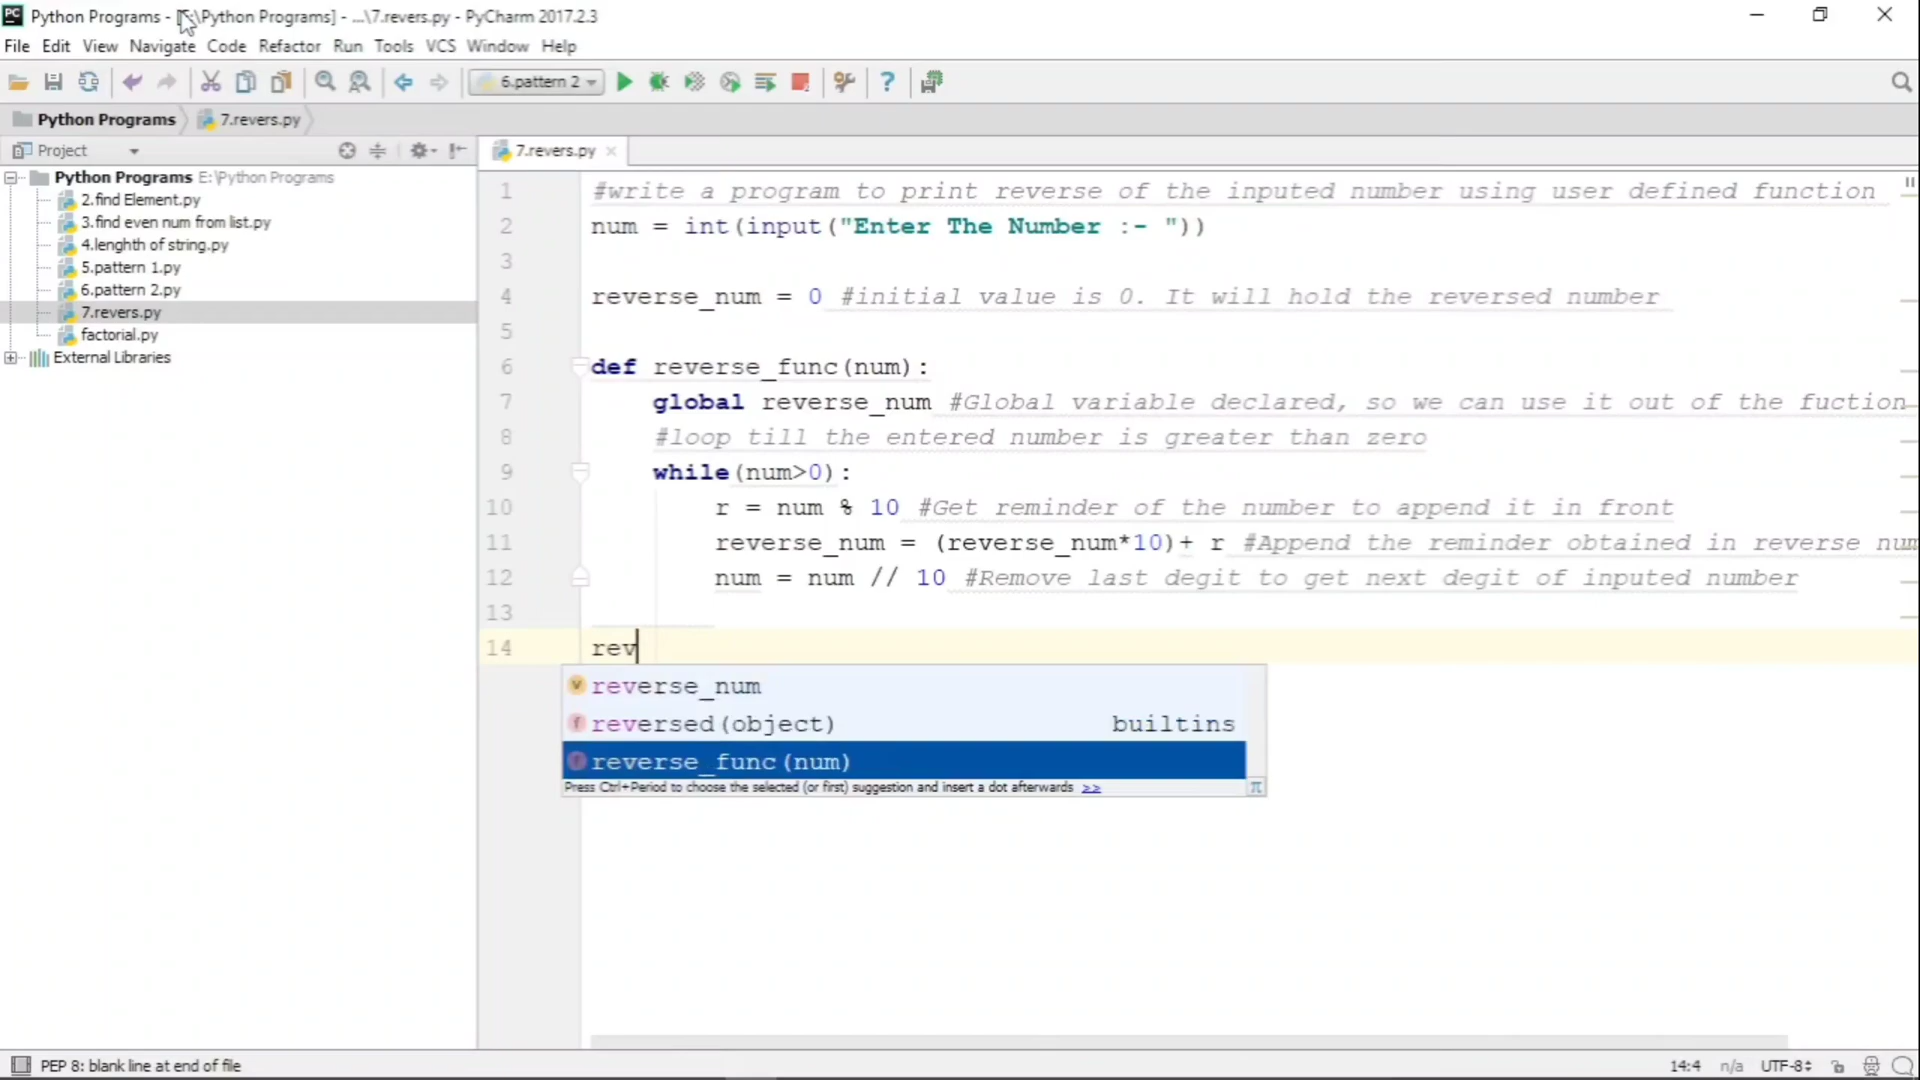 Python Programs - [E:\Python Programs] - ...\7.revers.py - PyCharm 2017.2.3
File Edit View Navigate Code Refactor Run Tools VCS Window Help
6.pattern 2
Python Programs 7.revers.py
Project
7.revers.py
Python Programs E:\Python Programs
2.find Element.py
3.find even num from list.py
4.lenghth of string.py
5.pattern 1.py
6.pattern 2.py
7.revers.py
factorial.py
External Libraries
1 #write a program to print reverse of the inputed number using user defined function
2 num = int(input("Enter The Number :- "))
3
4 reverse_num = 0 #initial value is 0. It will hold the reversed number
5
6 def reverse_func(num):
7 global reverse_num #Global variable declared, so we can use it out of the fuction
8 #loop till the entered number is greater than zero
9 while(num>0):
10 r = num % 10 #Get reminder of the number to append it in front
11 reverse_num = (reverse_num*10)+ r #Append the reminder obtained in reverse num
12 num = num // 10 #Remove last degit to get next degit of inputed number
13
14 rev
reverse_num
reversed(object) builtins
reverse_func(num)
Press Ctrl+Period to choose the selected (or first) suggestion and insert a dot afterwards >>
PEP 8: blank line at end of file
14:4 n/a UTF-8